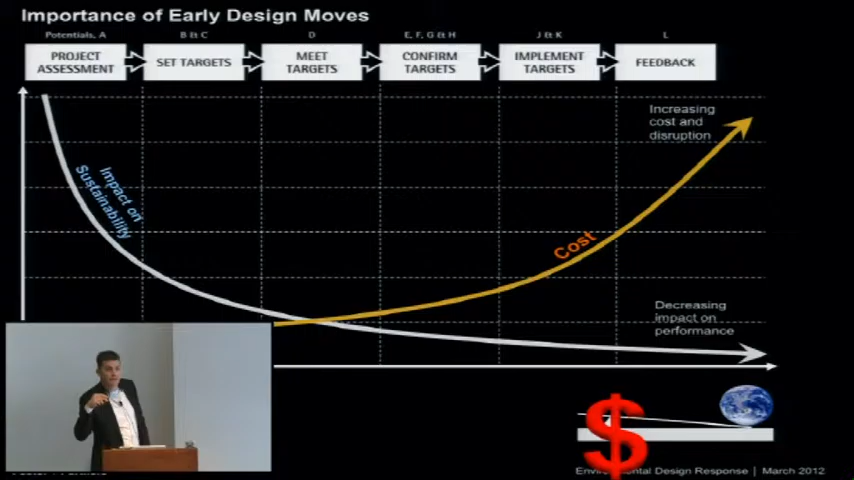 Importance of Early Design Moves
Potentials, A
B & C
D
E, F, G & H
J & K
L
PROJECT
ASSESSMENT
SET TARGETS
MEET
TARGETS
CONFIRM
TARGETS
IMPLEMENT
TARGETS
FEEDBACK
Increasing
cost and
disruption
Impact on
Sustainability
Cost
Decreasing
impact on
performance
$
Design Response | March 2012